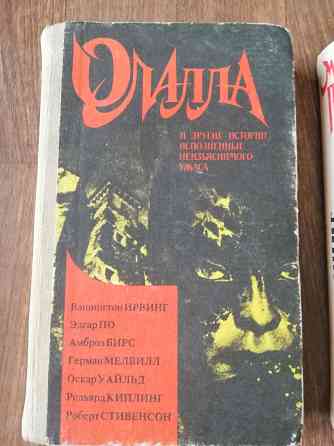 Олалла
И ДРУГИЕ ИСТОРИИ,
ИСПОЛНЕННЫЕ
НЕИЗЪЯСНИМОГО
УЖАСА
Вашингтон ИРВИНГ
Эдгар ПО
Амброз БИРС
Герман МЕЛВИЛЛ
Оскар УАЙЛЬД
Редьярд КИПЛИНГ
Роберт СТИВЕНСОН